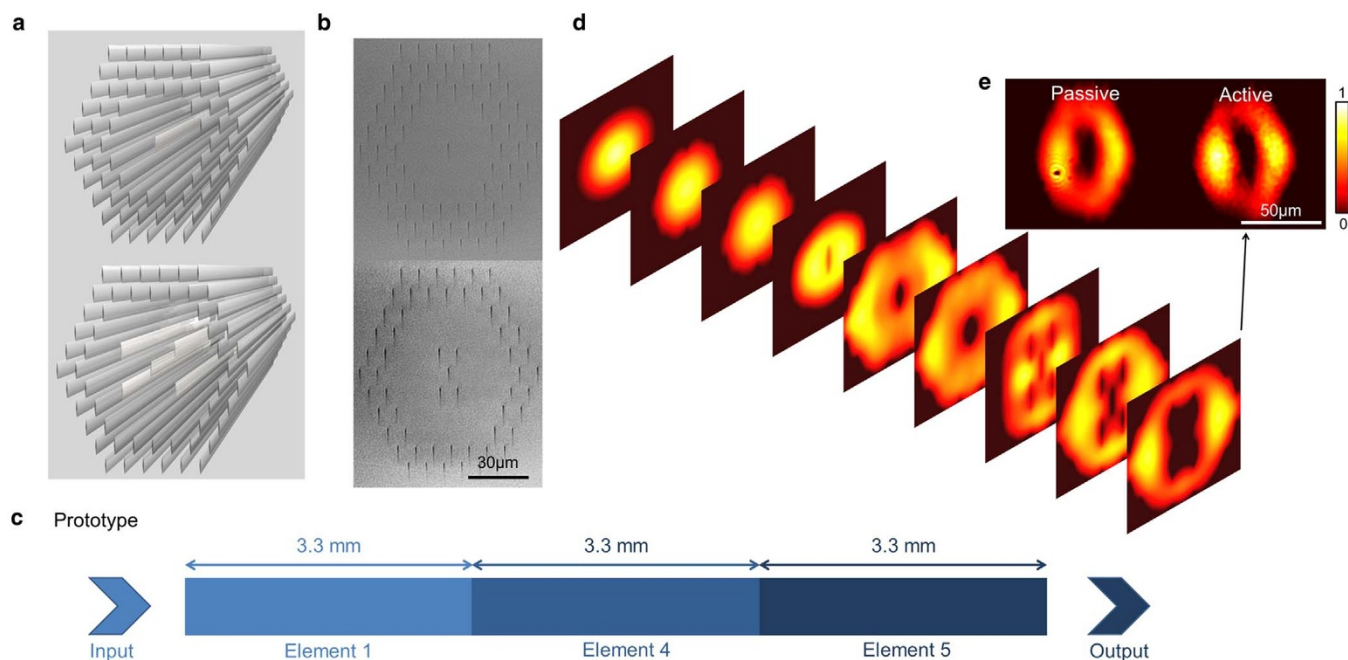 a
b
d
e
Passive
Active
1
50µm
0
30µm
c
Prototype
3.3 mm
3.3 mm
3.3 mm
Input
Element 1
Element 4
Element 5
Output